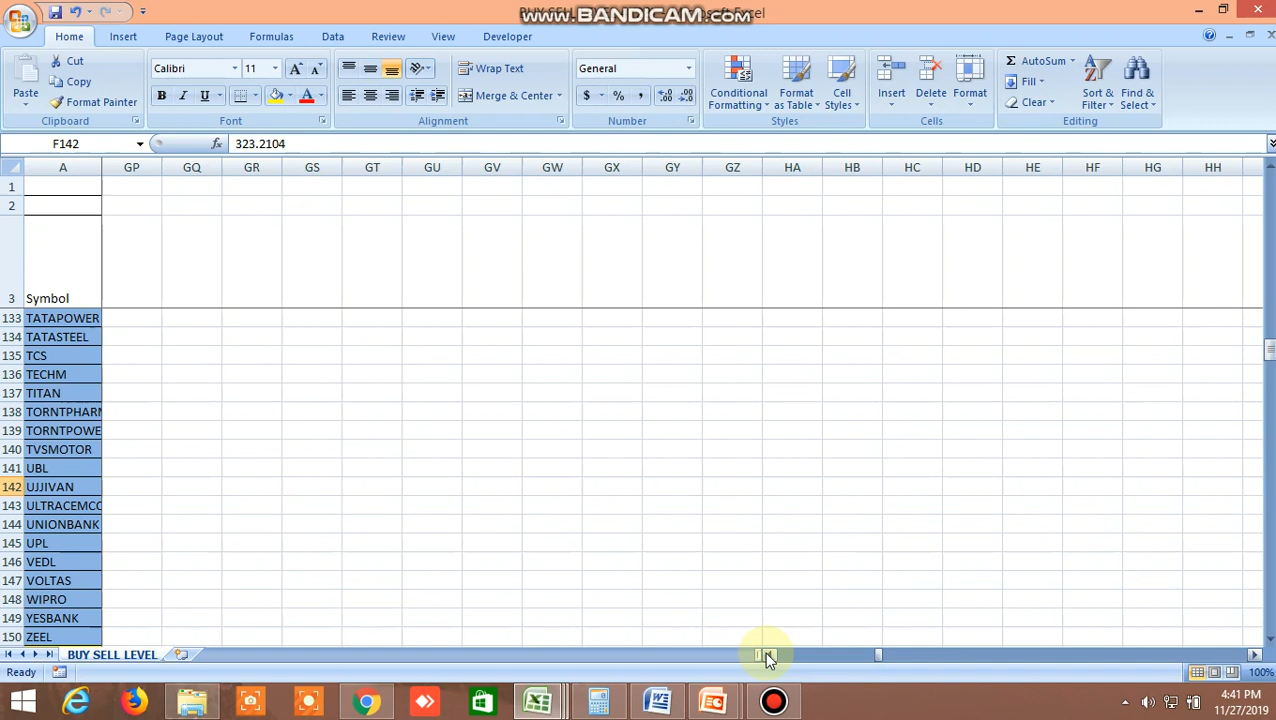 www.BANDICAM.com
BUY SELL
osoft Excel
Home Insert Page Layout Formulas Data Review View Developer
Paste Cut Copy Format Painter
Clipboard
Calibri 11
B I U
Font
Wrap Text
Merge & Center
Alignment
General
$ % ,
Number
Conditional Formatting
Format as Table
Cell Styles
Styles
Insert Delete Format
Cells
Σ AutoSum
Fill
Clear
Sort & Filter
Find & Select
Editing
F142 fx 323.2104
A GP GQ GR GS GT GU GV GW GX GY GZ HA HB HC HD HE HF HG HH
1
2
3 Symbol
133 TATAPOWER
134 TATASTEEL
135 TCS
136 TECHM
137 TITAN
138 TORNTPHARM
139 TORNTPOWE
140 TVSMOTOR
141 UBL
142 UJJIVAN
143 ULTRACEMCO
144 UNIONBANK
145 UPL
146 VEDL
147 VOLTAS
148 WIPRO
149 YESBANK
150 ZEEL
BUY SELL LEVEL
Ready 100%
4:41 PM
11/27/2019